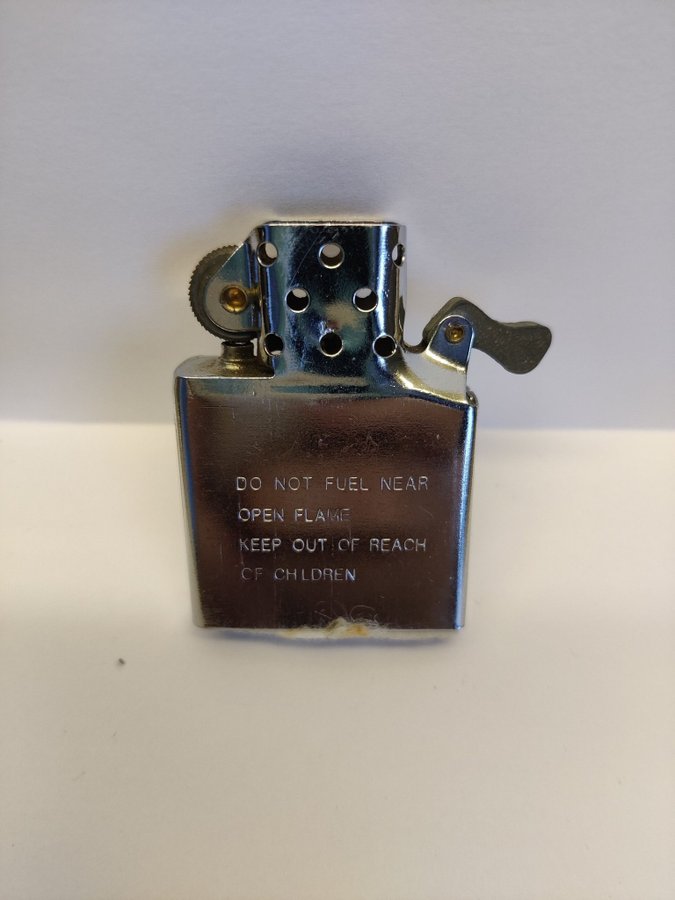 DO NOT FUEL NEAR
OPEN FLAME
KEEP OUT OF REACH
OF CHILDREN